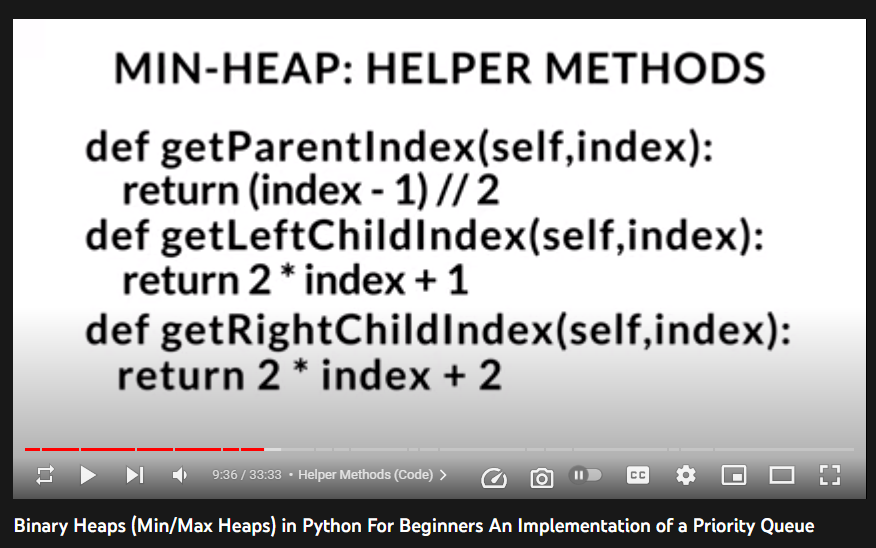 MIN-HEAP: HELPER METHODS
def getParentIndex(self,index):
return (index - 1) // 2
def getLeftChildIndex(self,index):
return 2 * index + 1
def getRightChildIndex(self,index):
return 2 * index + 2
9:36 / 33:33 • Helper Methods (Code) >
CC
Binary Heaps (Min/Max Heaps) in Python For Beginners An Implementation of a Priority Queue